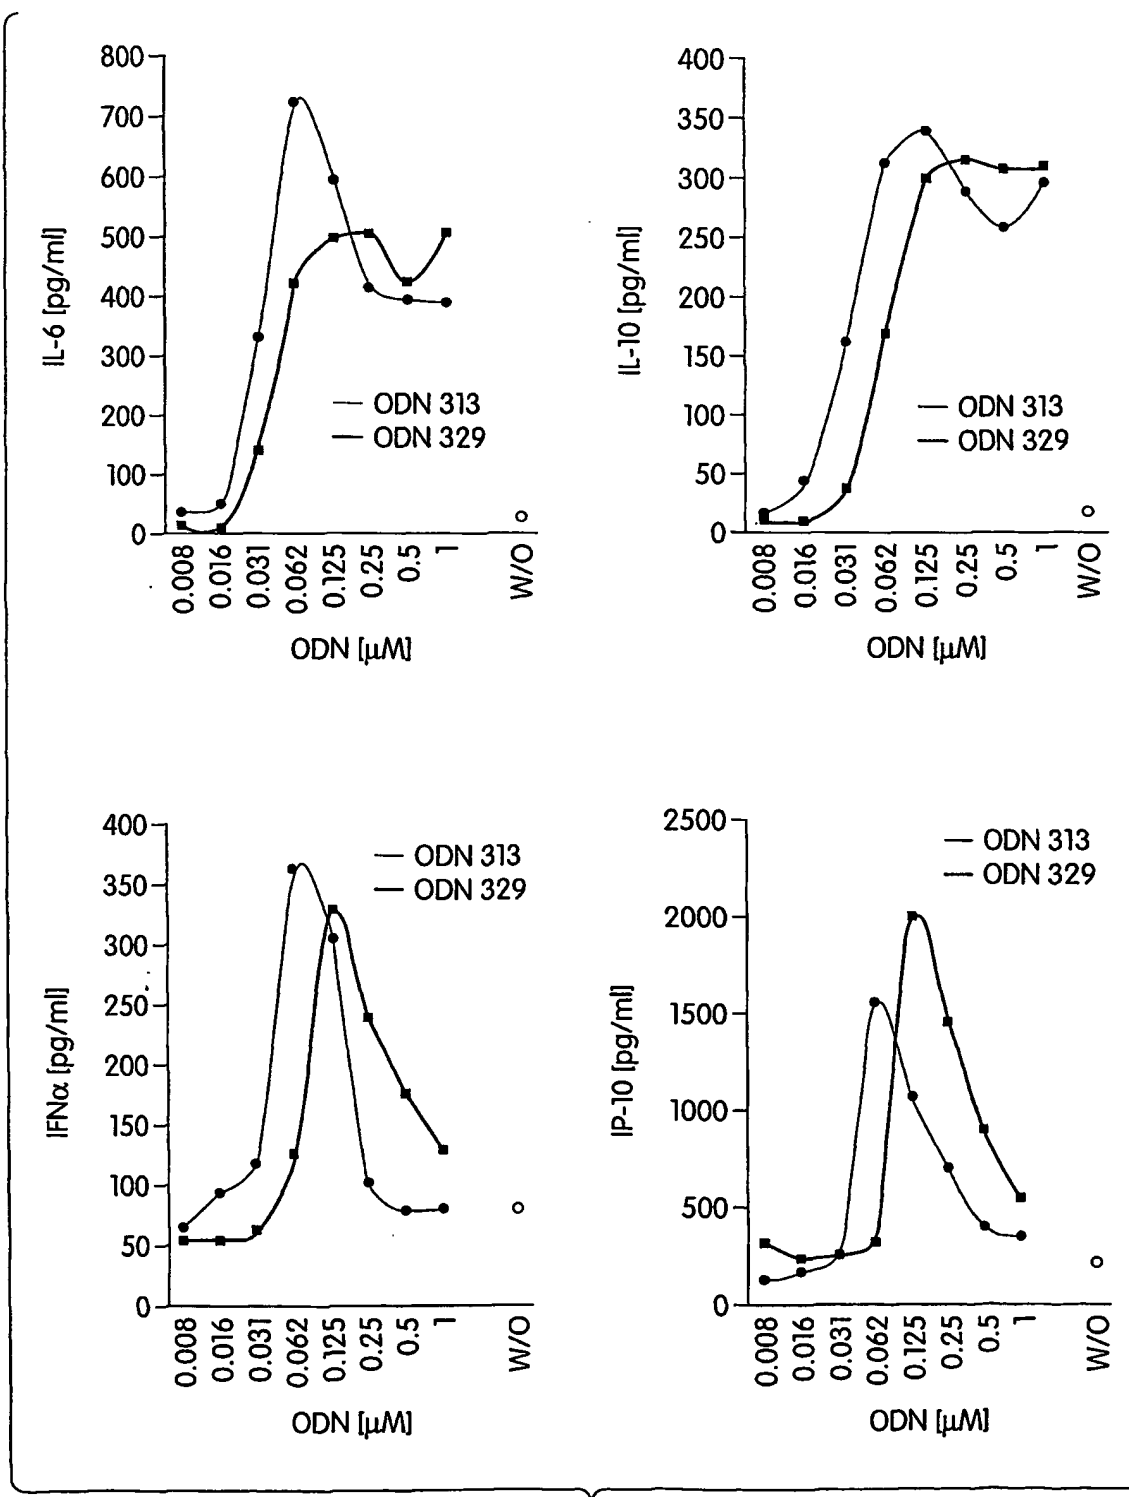 800
700
600
500
400
300
200
100
0
IL-6 [pg/ml]
ODN 313
ODN 329
0.008 0.016 0.031 0.062 0.125 0.25 0.5 1 W/O
ODN [µM]
400
350
300
250
200
150
100
50
0
IL-10 [pg/ml]
ODN 313
ODN 329
0.008 0.016 0.031 0.062 0.125 0.25 0.5 1 W/O
ODN [µM]
400
350
300
250
200
150
100
50
0
IFNα [pg/ml]
ODN 313
ODN 329
0.008 0.016 0.031 0.062 0.125 0.25 0.5 1 W/O
ODN [µM]
2500
2000
1500
1000
500
0
IP-10 [pg/ml]
ODN 313
ODN 329
0.008 0.016 0.031 0.062 0.125 0.25 0.5 1 W/O
ODN [µM]